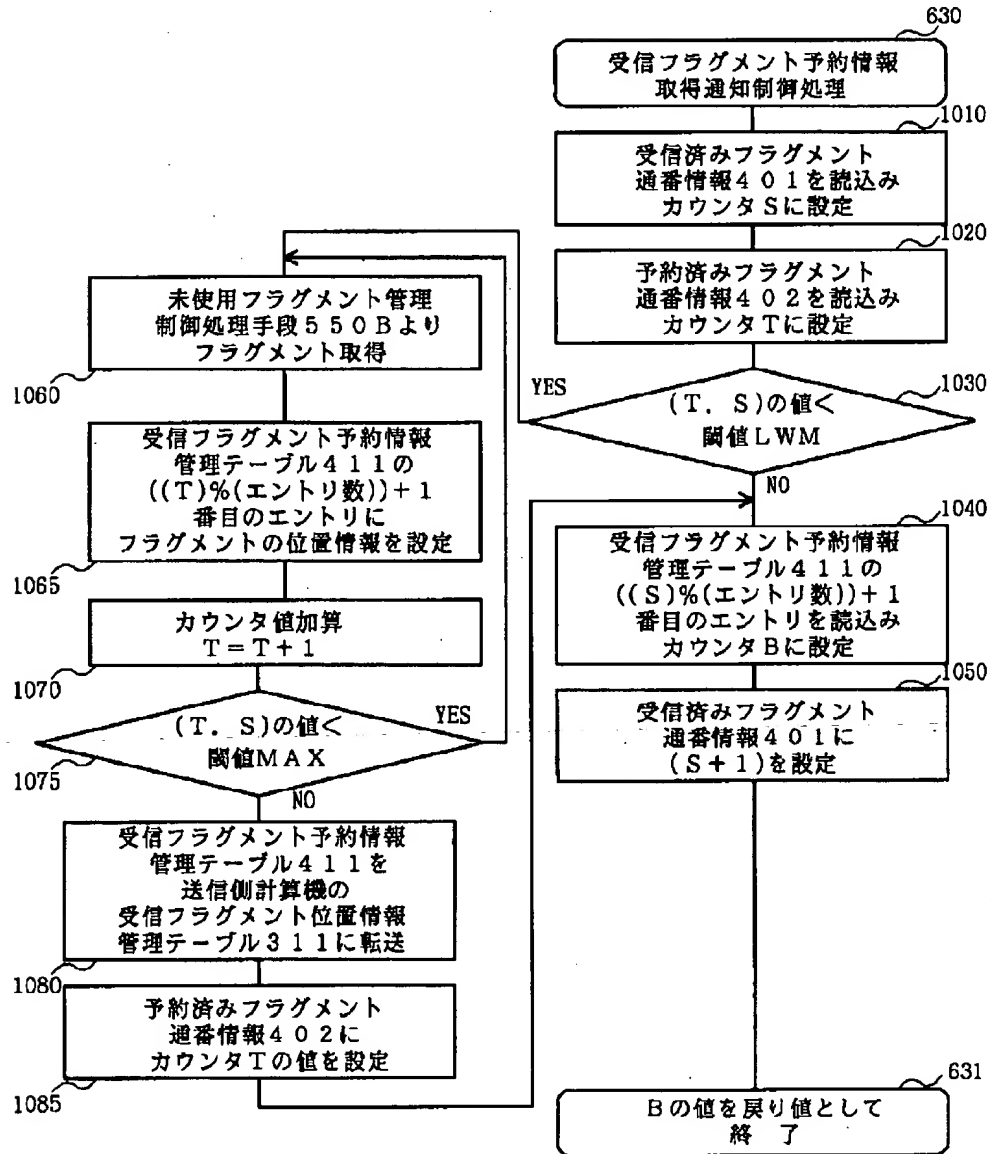 630
受信フラグメント予約情報
取得通知制御処理
1010
受信済みフラグメント
通番情報401を読込み
カウンタSに設定
1020
予約済みフラグメント
通番情報402を読込み
カウンタTに設定
1030
YES
(T. S)の値<
閾値LWM
NO
1040
受信フラグメント予約情報
管理テーブル411の
((S)%(エントリ数))+1
番目のエントリを読込み
カウンタBに設定
1050
受信済みフラグメント
通番情報401に
(S+1)を設定
631
Bの値を戻り値として
終 了
未使用フラグメント管理
制御処理手段550Bより
フラグメント取得
1060
受信フラグメント予約情報
管理テーブル411の
((T)%(エントリ数))+1
番目のエントリに
フラグメントの位置情報を設定
1065
カウンタ値加算
T=T+1
1070
(T. S)の値<
閾値MAX
YES
1075
NO
受信フラグメント予約情報
管理テーブル411を
送信側計算機の
受信フラグメント位置情報
管理テーブル311に転送
1080
予約済みフラグメント
通番情報402に
カウンタTの値を設定
1085